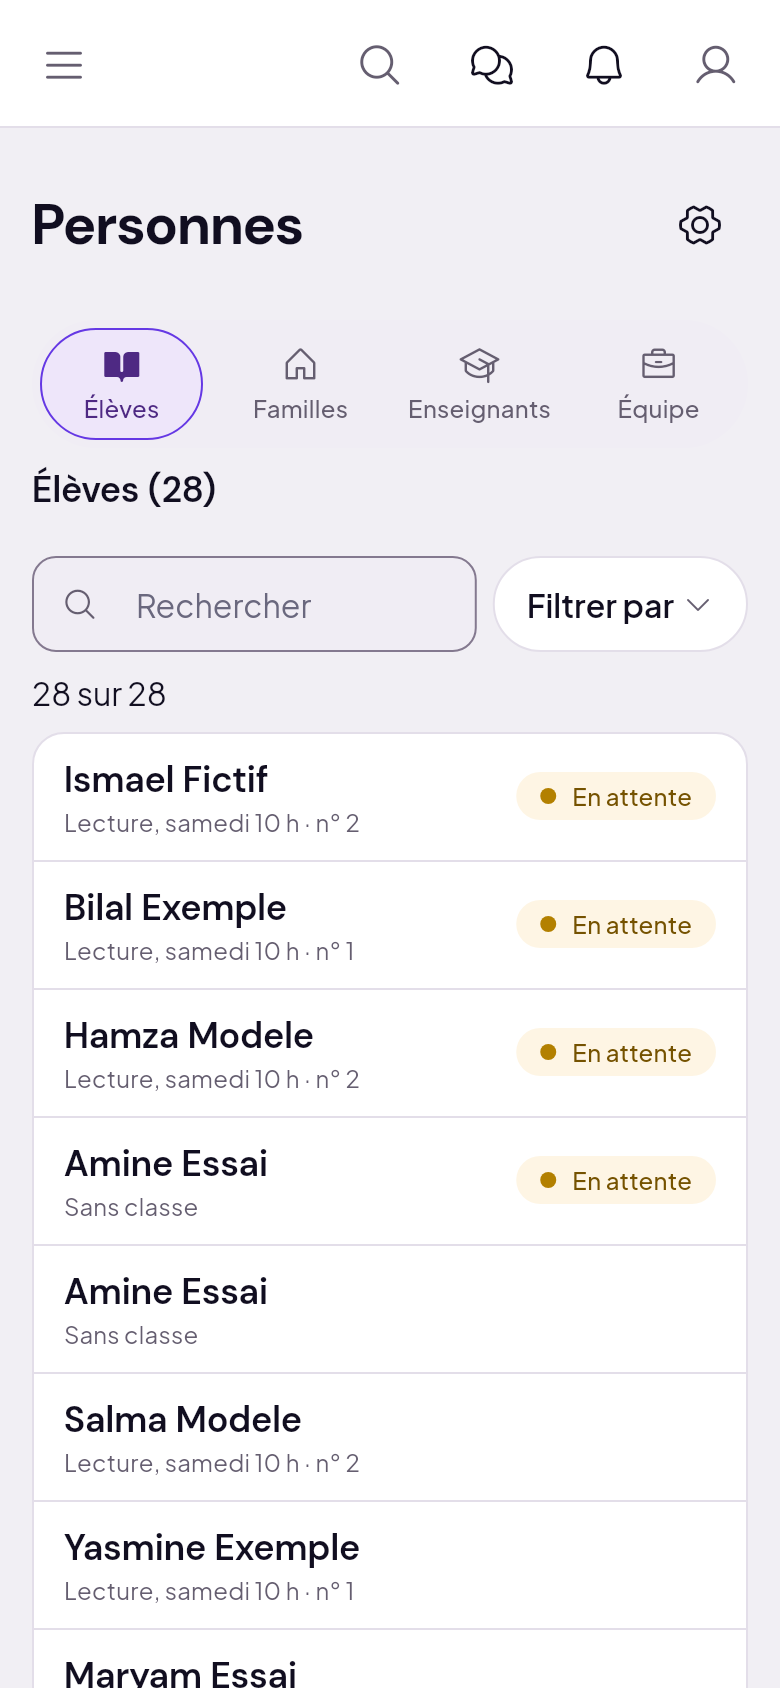 Personnes
Élèves
Familles
Enseignants
Équipe
Élèves (28)
Rechercher
Filtrer par
28 sur 28
Ismael Fictif
En attente
Lecture, samedi 10 h · n° 2
Bilal Exemple
En attente
Lecture, samedi 10 h · n° 1
Hamza Modele
En attente
Lecture, samedi 10 h · n° 2
Amine Essai
En attente
Sans classe
Amine Essai
Sans classe
Salma Modele
Lecture, samedi 10 h · n° 2
Yasmine Exemple
Lecture, samedi 10 h · n° 1
Maryam Essai